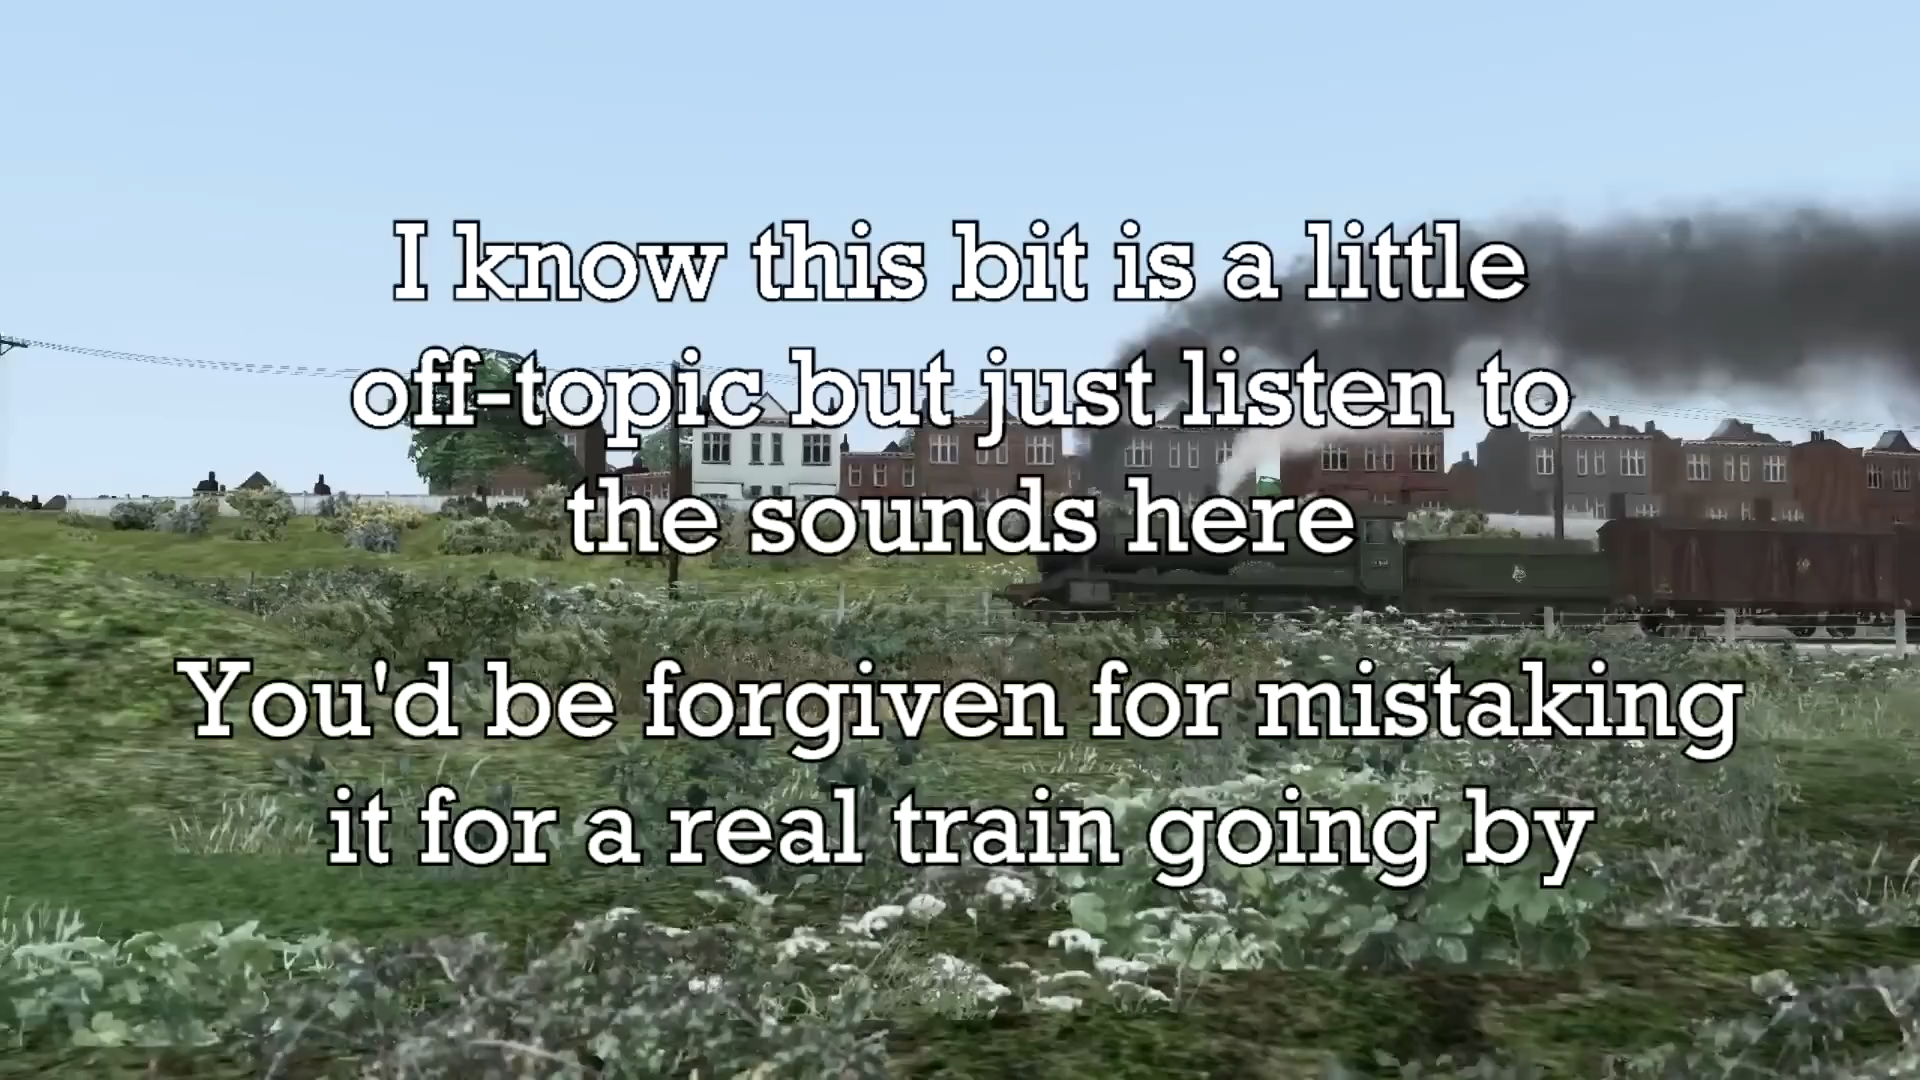 I know this bit is a little
off-topic but just listen to
the sounds here
You'd be forgiven for mistaking
it for a real train going by